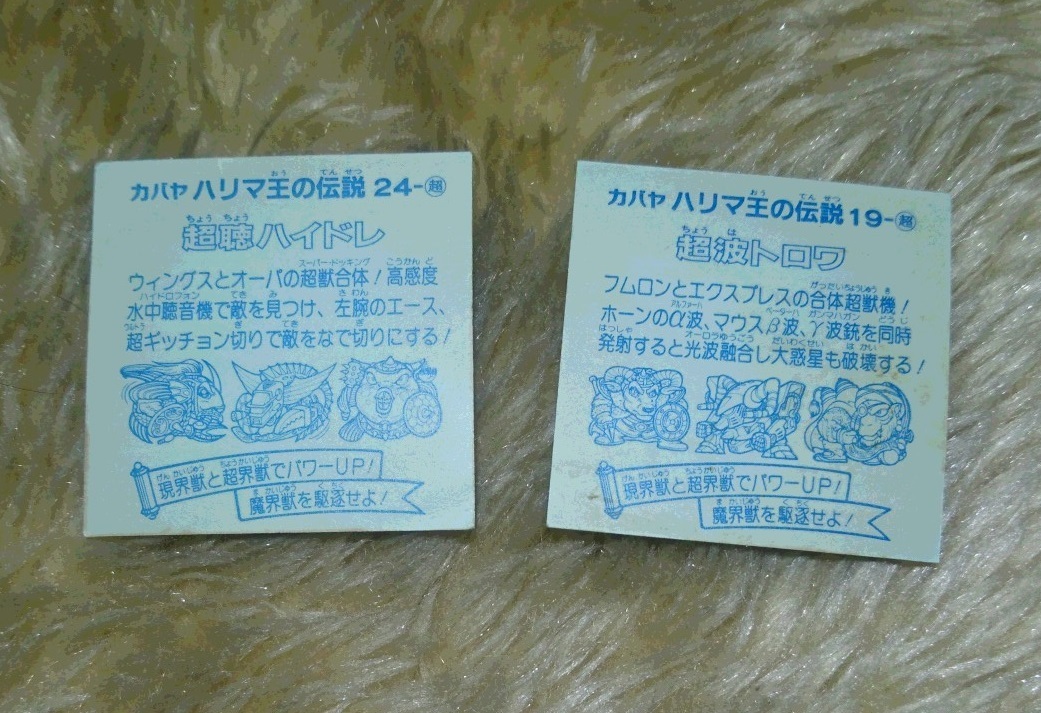 カバヤ ハリマ王の伝説 24-超
超聴ハイドレ
ウィングスとオーパの超獣合体！高感度
水中聴音機で敵を見つけ、左腕のエース、
超ギッチョン切りで敵をなで切りにする！
現界獣と超界獣でパワーUP！
魔界獣を駆逐せよ！
カバヤ ハリマ王の伝説 19-超
超波トロワ
フムロンとエクスプレスの合体超獣機！
ホーンのα波、マウスβ波、γ波銃を同時
発射すると光波融合し大惑星も破壊する！
現界獣と超界獣でパワーUP！
魔界獣を駆逐せよ！